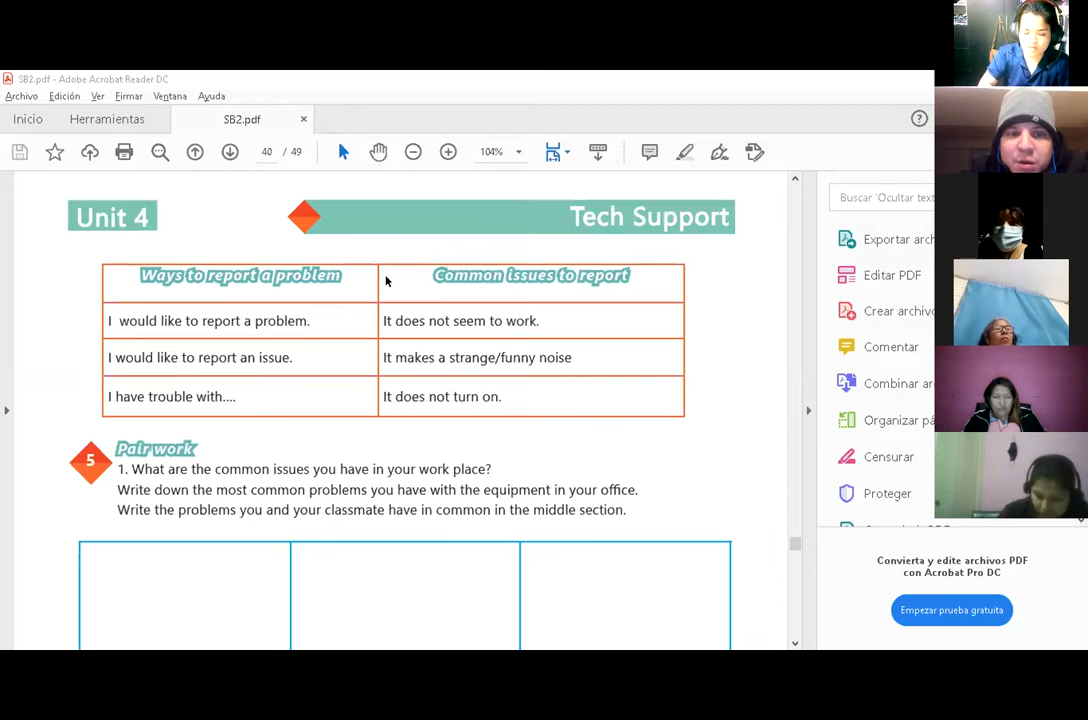 SB2.pdf - Adobe Acrobat Reader DC
Archivo Edición Ver Firmar Ventana Ayuda
Inicio Herramientas SB2.pdf ×
40 / 49 104%
Unit 4 Tech Support
Ways to report a problem Common issues to report
I would like to report a problem. It does not seem to work.
I would like to report an issue. It makes a strange/funny noise
I have trouble with.... It does not turn on.
5 Pair work
1. What are the common issues you have in your work place?
Write down the most common problems you have with the equipment in your office.
Write the problems you and your classmate have in common in the middle section.
Buscar 'Ocultar text
Exportar arch
Editar PDF
Crear archivo
Comentar
Combinar ar
Organizar pá
Censurar
Proteger
Convierta y edite archivos PDF
con Acrobat Pro DC
Empezar prueba gratuita